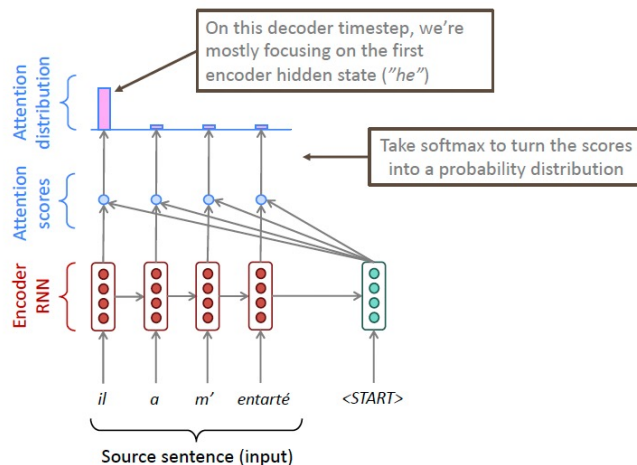 On this decoder timestep, we're
mostly focusing on the first
encoder hidden state ("he")
Attention
distribution
Take softmax to turn the scores
into a probability distribution
Attention
scores
Encoder
RNN
il a m' entarté <START>
Source sentence (input)